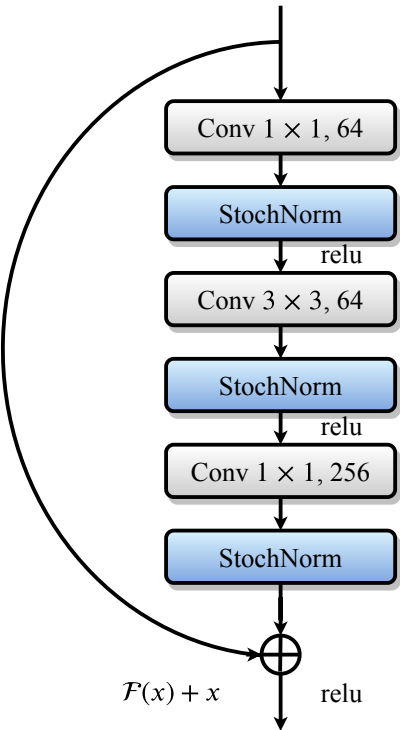 Conv 1 × 1, 64
StochNorm
relu
Conv 3 × 3, 64
StochNorm
relu
Conv 1 × 1, 256
StochNorm
ℱ(x) + x
relu